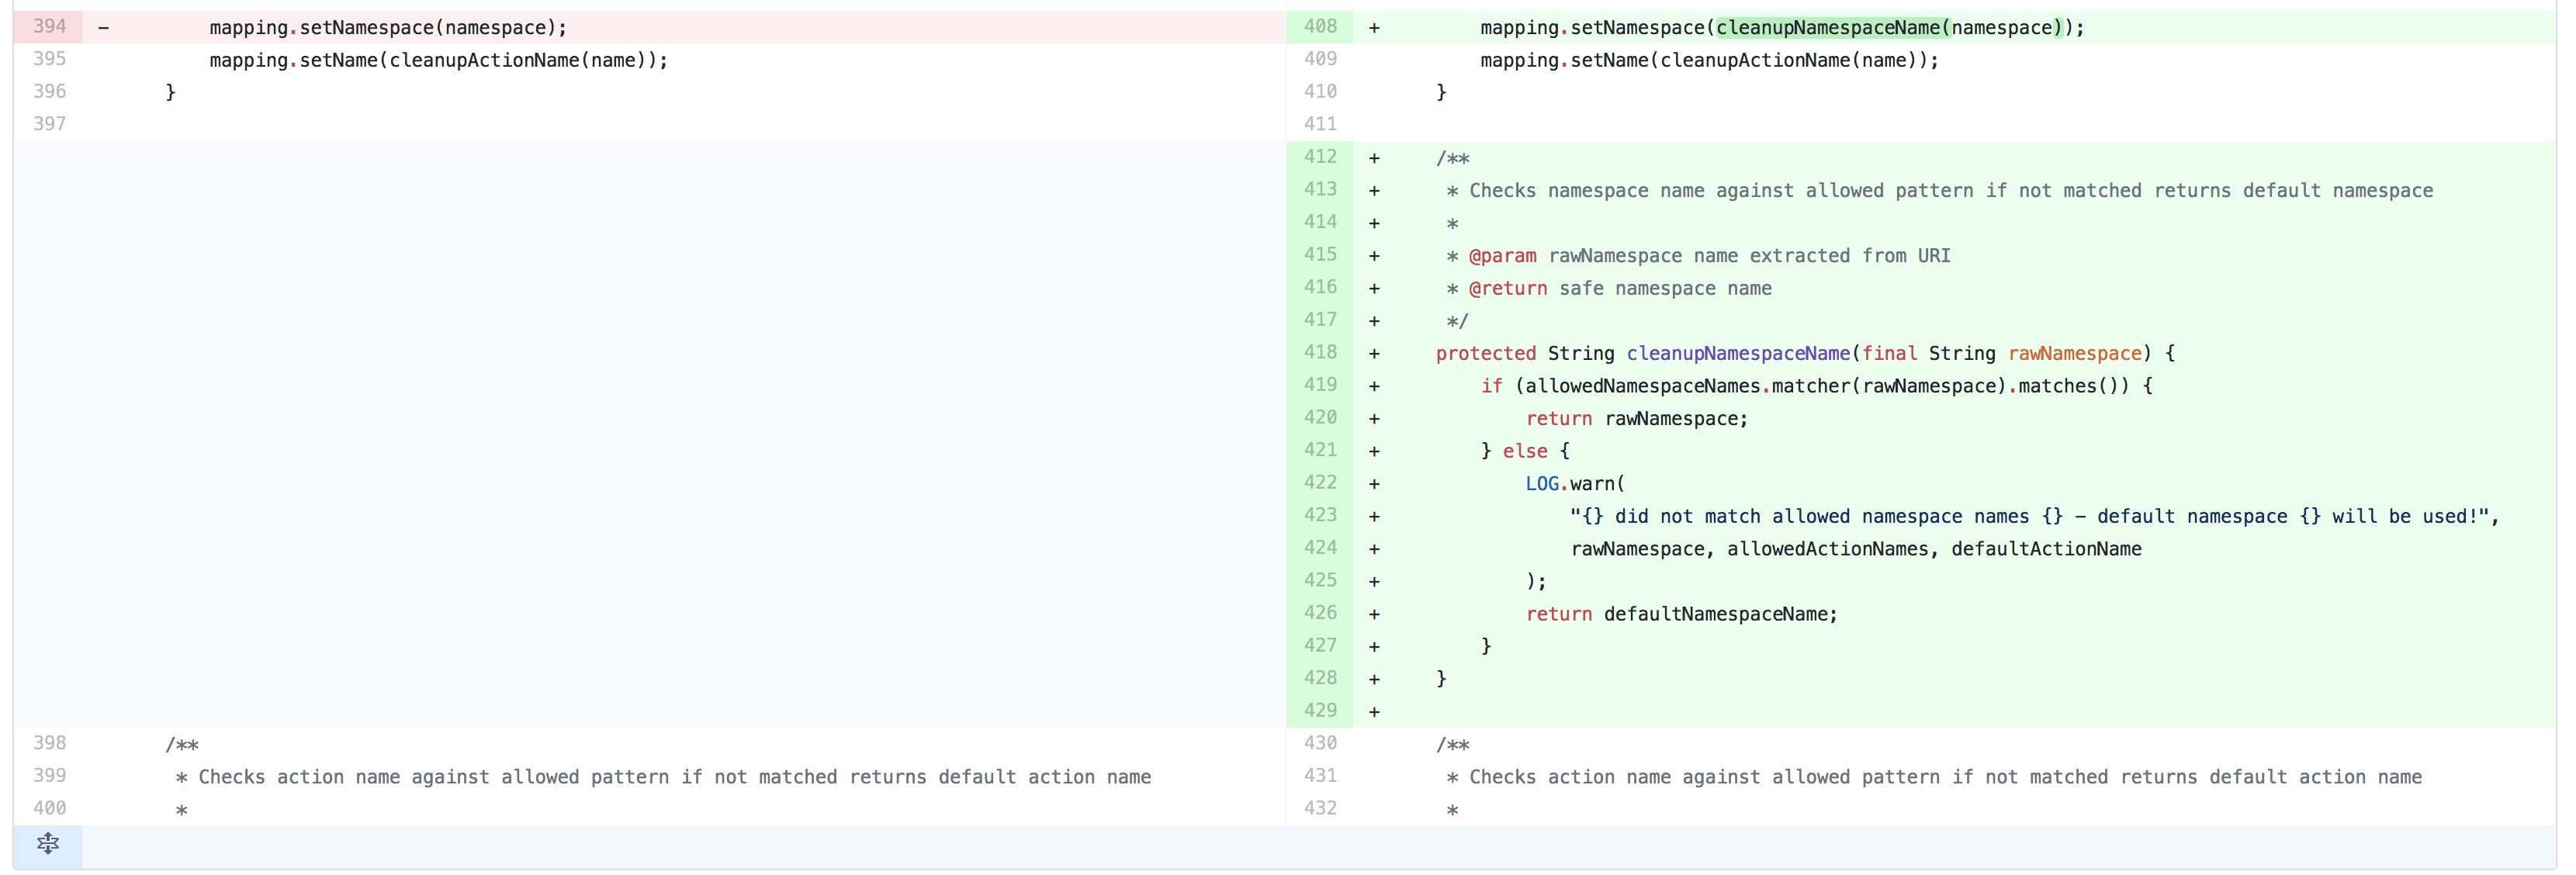 394 - mapping.setNamespace(namespace);
395 mapping.setName(cleanupActionName(name));
396 }
397
398 /**
399 * Checks action name against allowed pattern if not matched returns default action name
400 *
408 + mapping.setNamespace(cleanupNamespaceName(namespace));
409 mapping.setName(cleanupActionName(name));
410 }
411
412 + /**
413 + * Checks namespace name against allowed pattern if not matched returns default namespace
414 + *
415 + * @param rawNamespace name extracted from URI
416 + * @return safe namespace name
417 + */
418 + protected String cleanupNamespaceName(final String rawNamespace) {
419 + if (allowedNamespaceNames.matcher(rawNamespace).matches()) {
420 + return rawNamespace;
421 + } else {
422 + LOG.warn(
423 + "{} did not match allowed namespace names {} - default namespace {} will be used!",
424 + rawNamespace, allowedActionNames, defaultActionName
425 + );
426 + return defaultNamespaceName;
427 + }
428 + }
429 +
430 /**
431 * Checks action name against allowed pattern if not matched returns default action name
432 *